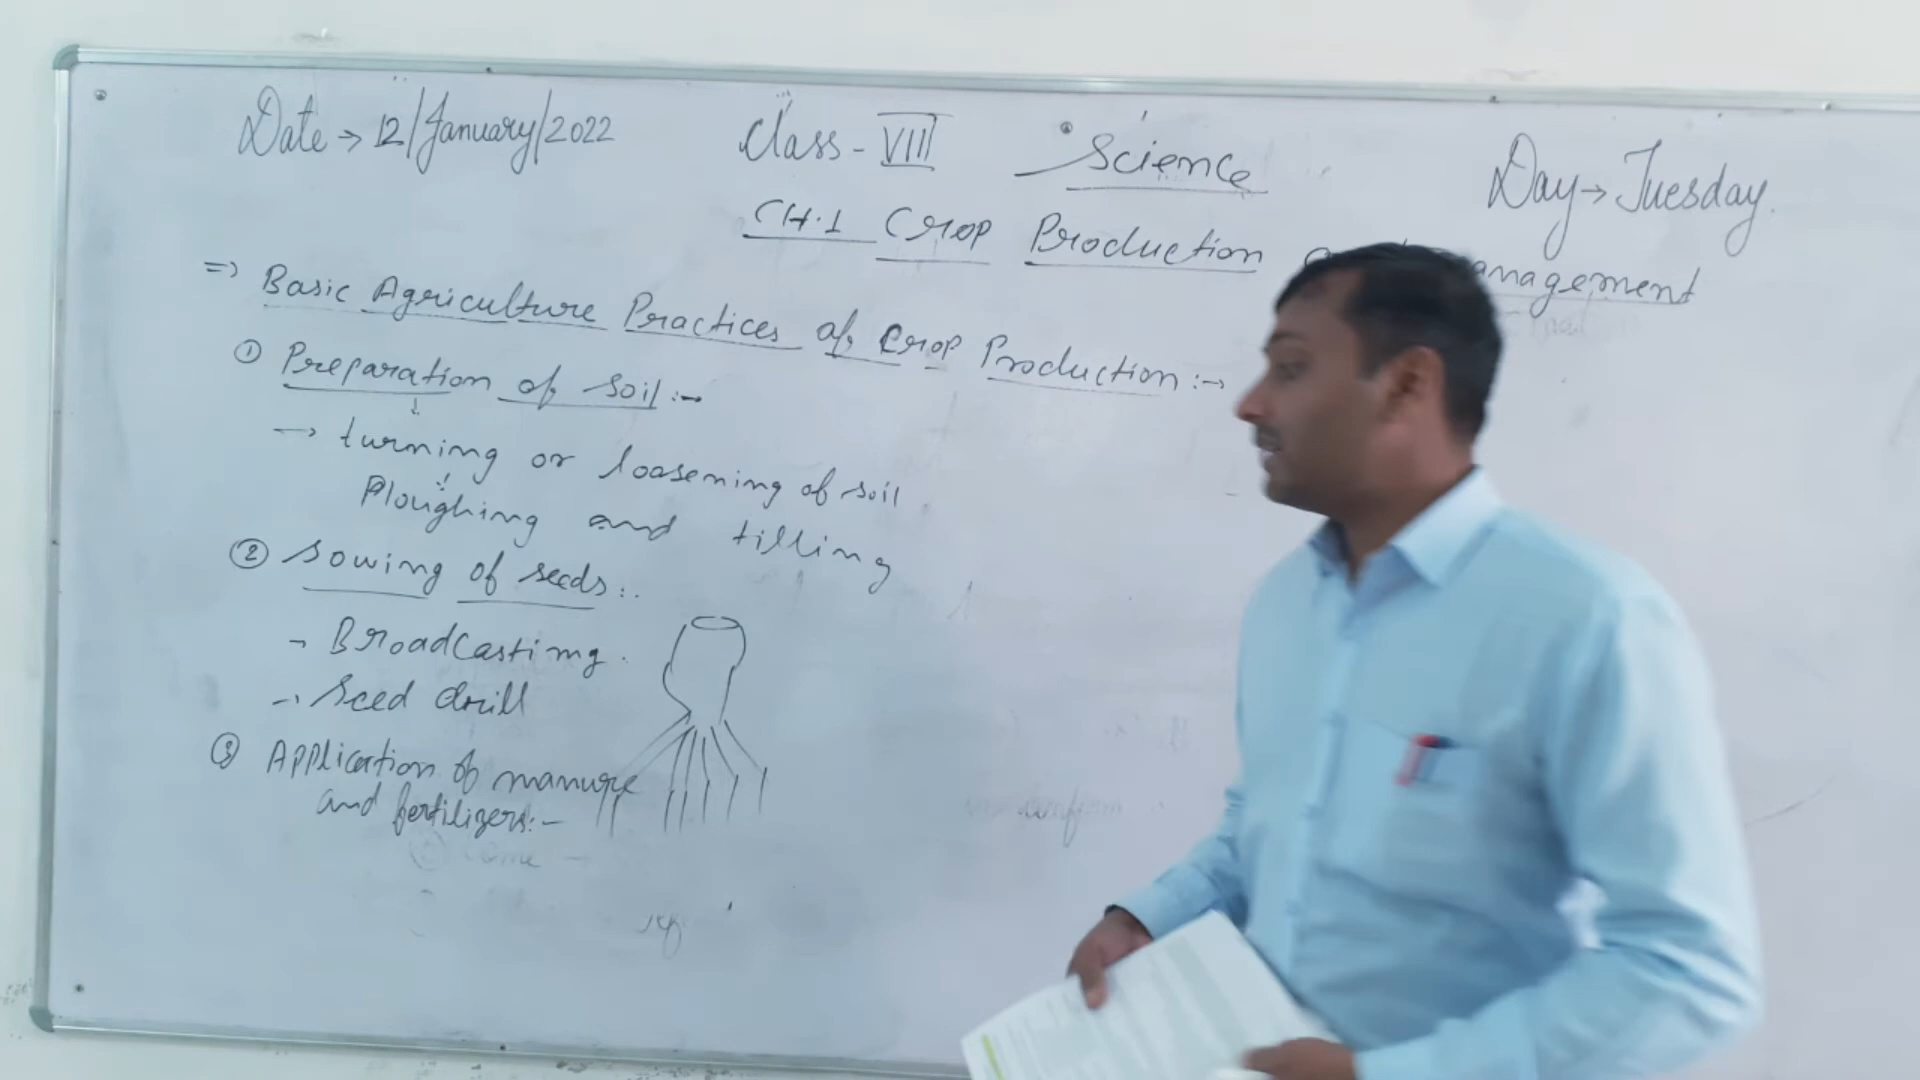 Date → 12/January/2022
Class - VIII
Science
Day → Tuesday.
CH.1 Crop Production anagement
=> Basic Agriculture Practices of Crop Production :→
① Preparation of soil :→
→ turning or loosening of soil
Ploughing and tilling
② Sowing of seeds :.
→ Broadcasting.
→ Seed drill
③ Application of manure
and fertilizers:-